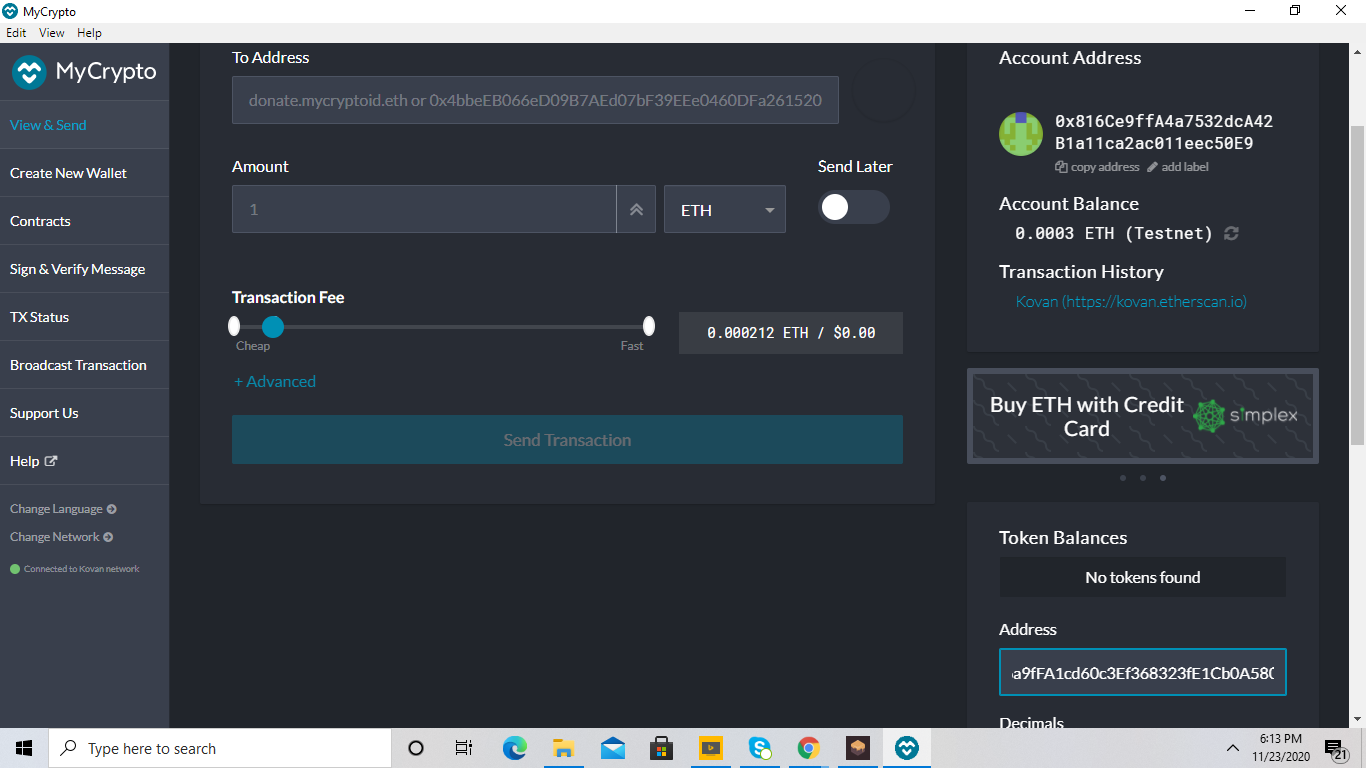 MyCrypto
Edit View Help
MyCrypto
View & Send
Create New Wallet
Contracts
Sign & Verify Message
TX Status
Broadcast Transaction
Support Us
Help
Change Language
Change Network
Connected to Kovan network
To Address
donate.mycryptoid.eth or 0x4bbeEB066eD09B7AEd07bF39EEe0460DFa261520
Amount
Send Later
1
ETH
Transaction Fee
Cheap
Fast
0.000212 ETH / $0.00
+ Advanced
Send Transaction
Account Address
0x816Ce9ffA4a7532dcA42
B1a11ca2ac011eec50E9
copy address add label
Account Balance
0.0003 ETH (Testnet)
Transaction History
Kovan (https://kovan.etherscan.io)
Buy ETH with Credit
Card
simplex
Token Balances
No tokens found
Address
a9fFA1cd60c3Ef368323fE1Cb0A580
Decimals
Type here to search
6:13 PM
11/23/2020
21